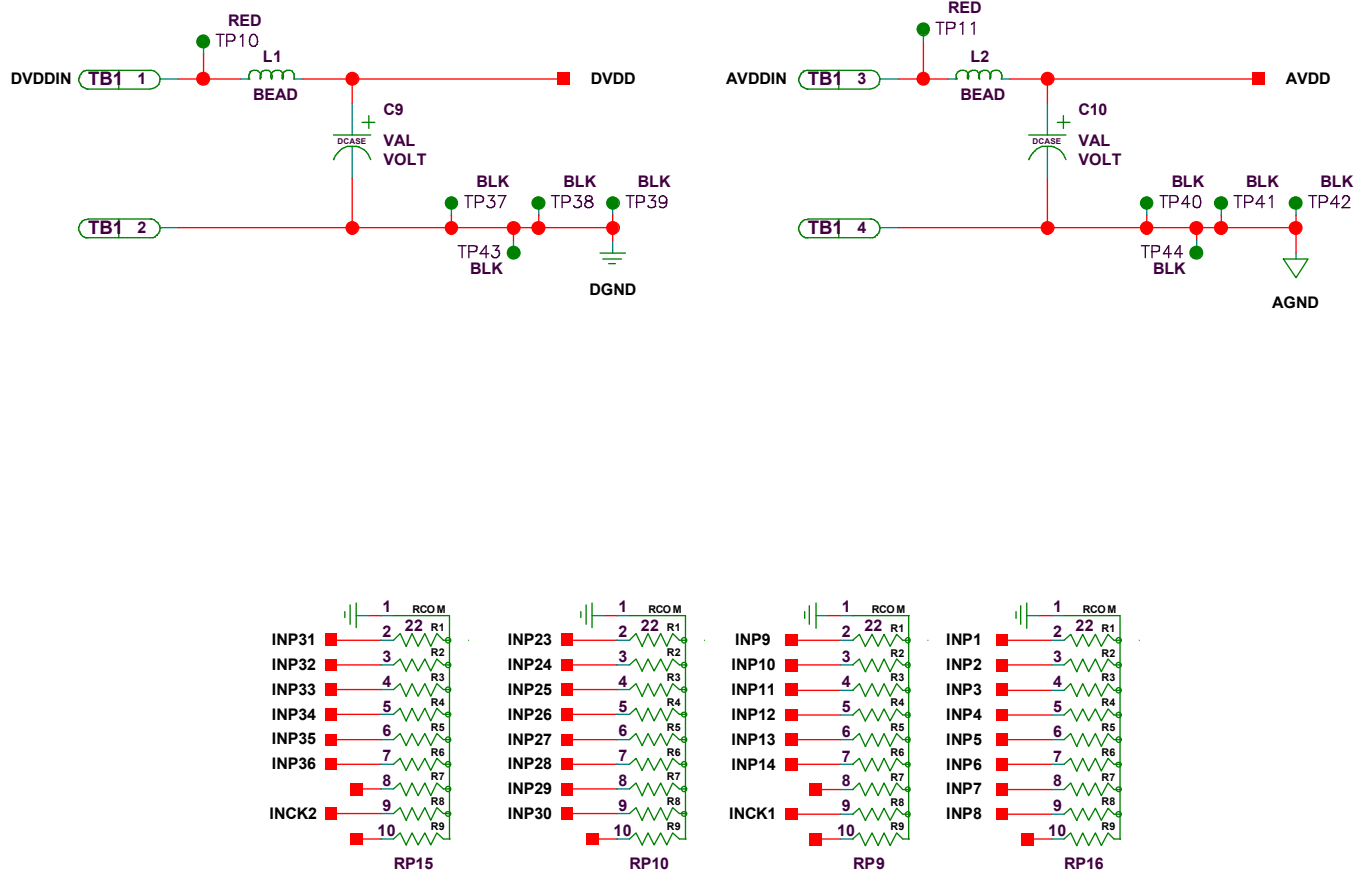 RED
TP10
L1
DVDDIN TB1 1
DVDD
BEAD
C9
+
DCASE
VAL
VOLT
BLK BLK BLK
TP37 TP38 TP39
TB1 2
TP43
BLK
DGND
RED
TP11
L2
AVDDIN TB1 3
AVDD
BEAD
C10
+
DCASE
VAL
VOLT
BLK BLK BLK
TP40 TP41 TP42
TB1 4
TP44
BLK
AGND
1 RCOM
22
INP31 2 R1
INP32 3 R2
INP33 4 R3
INP34 5 R4
INP35 6 R5
INP36 7 R6
8 R7
INCK2 9 R8
10 R9
RP15
1 RCOM
22
INP23 2 R1
INP24 3 R2
INP25 4 R3
INP26 5 R4
INP27 6 R5
INP28 7 R6
INP29 8 R7
INP30 9 R8
10 R9
RP10
1 RCOM
22
INP9 2 R1
INP10 3 R2
INP11 4 R3
INP12 5 R4
INP13 6 R5
INP14 7 R6
8 R7
INCK1 9 R8
10 R9
RP9
1 RCOM
22
INP1 2 R1
INP2 3 R2
INP3 4 R3
INP4 5 R4
INP5 6 R5
INP6 7 R6
INP7 8 R7
INP8 9 R8
10 R9
RP16